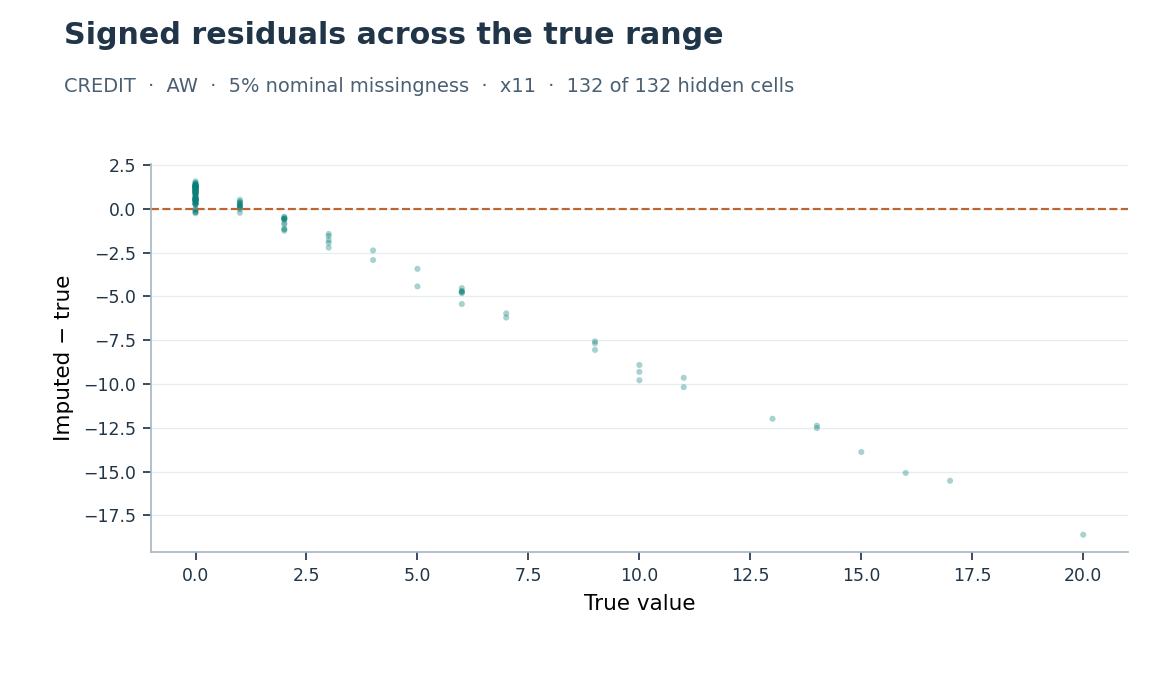 Signed residuals across the true range
CREDIT · AW · 5% nominal missingness · x11 · 132 of 132 hidden cells
2.5
0.0
−2.5
−5.0
−7.5
−10.0
−12.5
−15.0
−17.5
Imputed − true
0.0 2.5 5.0 7.5 10.0 12.5 15.0 17.5 20.0
True value